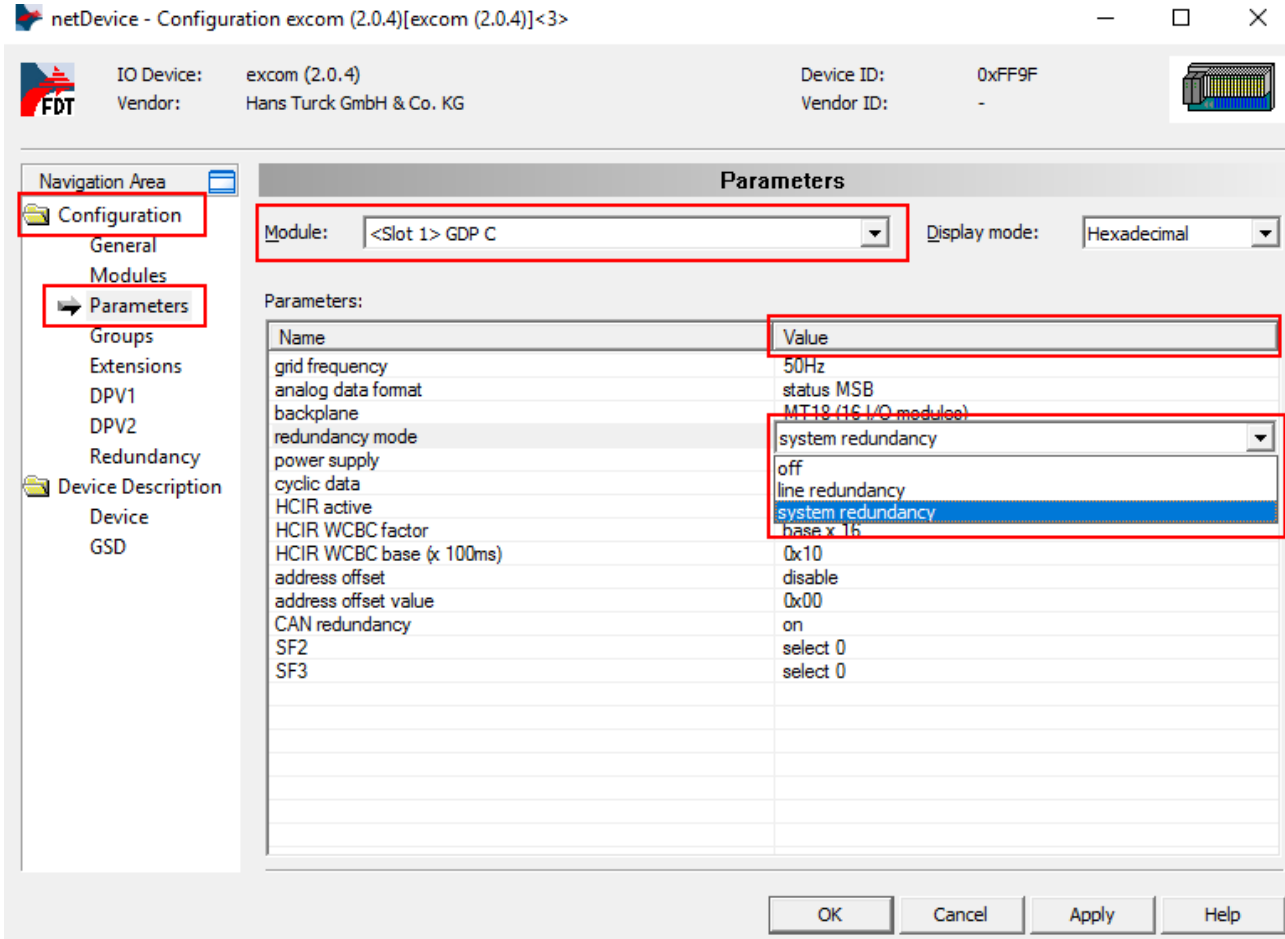 netDevice - Configuration excom (2.0.4)[excom (2.0.4)]<3>
IO Device: excom (2.0.4) Device ID: 0xFF9F
Vendor: Hans Turck GmbH & Co. KG Vendor ID: -
FDT
Navigation Area
Configuration
General
Modules
Parameters
Groups
Extensions
DPV1
DPV2
Redundancy
Device Description
Device
GSD
Parameters
Module: <Slot 1> GDP C Display mode: Hexadecimal
Parameters:
Name Value
grid frequency 50Hz
analog data format status MSB
backplane MT18 (16 I/O modules)
redundancy mode system redundancy
power supply off
cyclic data line redundancy
HCIR active system redundancy
HCIR WCBC factor base x 16
HCIR WCBC base (x 100ms) 0x10
address offset disable
address offset value 0x00
CAN redundancy on
SF2 select 0
SF3 select 0
OK Cancel Apply Help